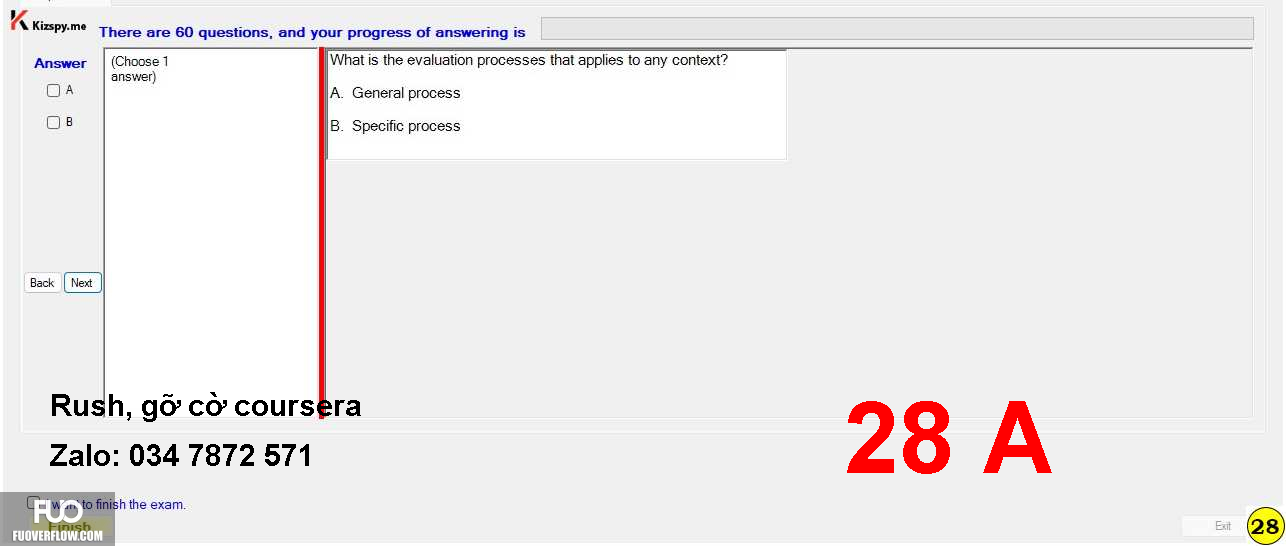 Kizspy.me
There are 60 questions, and your progress of answering is
Answer
(Choose 1
answer)
A
B
What is the evaluation processes that applies to any context?
A. General process
B. Specific process
Back
Next
Rush, gỡ cờ coursera
Zalo: 034 7872 571
28 A
I want to finish the exam.
Finish
FUO
FUOVERFLOW.COM
Exit
28